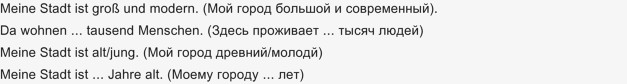 Meine Stadt ist groß und modern. (Мой город большой и современный).
Da wohnen ... tausend Menschen. (Здесь проживает ... тысяч людей)
Meine Stadt ist alt/jung. (Мой город древний/молодй)
Meine Stadt ist ... Jahre alt. (Моему городу ... лет)